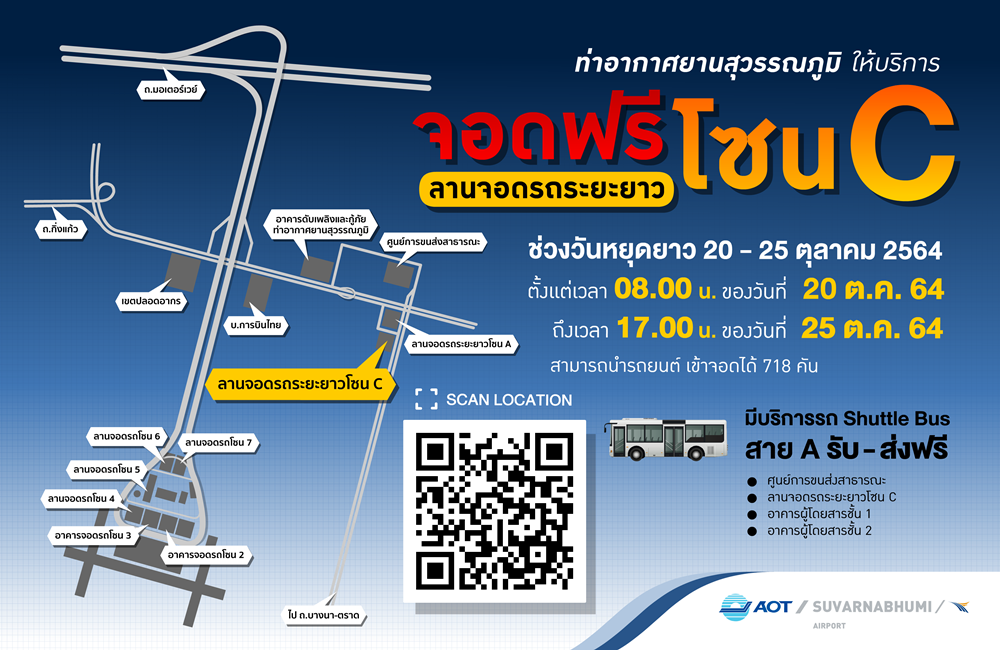 ท่าอากาศยานสุวรรณภูมิ ให้บริการ
จอดฟรี โซน C
ลานจอดรถระยะยาว
ช่วงวันหยุดยาว 20 - 25 ตุลาคม 2564
ตั้งแต่เวลา 08.00 น. ของวันที่ 20 ต.ค. 64
ถึงเวลา 17.00 น. ของวันที่ 25 ต.ค. 64
สามารถนำรถยนต์ เข้าจอดได้ 718 คัน
SCAN LOCATION
มีบริการรถ Shuttle Bus
สาย A รับ - ส่งฟรี
ศูนย์การขนส่งสาธารณะ
ลานจอดรถระยะยาวโซน C
อาคารผู้โดยสารชั้น 1
อาคารผู้โดยสารชั้น 2
ถ.มอเตอร์เวย์
ถ.กิ่งแก้ว
อาคารดับเพลิงและกู้ภัย
ท่าอากาศยานสุวรรณภูมิ
ศูนย์การขนส่งสาธารณะ
เขตปลอดอากร
บ.การบินไทย
ลานจอดรถระยะยาวโซน A
ลานจอดรถระยะยาวโซน C
ลานจอดรถโซน 6
ลานจอดรถโซน 7
ลานจอดรถโซน 5
ลานจอดรถโซน 4
อาคารจอดรถโซน 3
อาคารจอดรถโซน 2
ไป ถ.บางนา-ตราด
AOT / SUVARNABHUMI /
AIRPORT